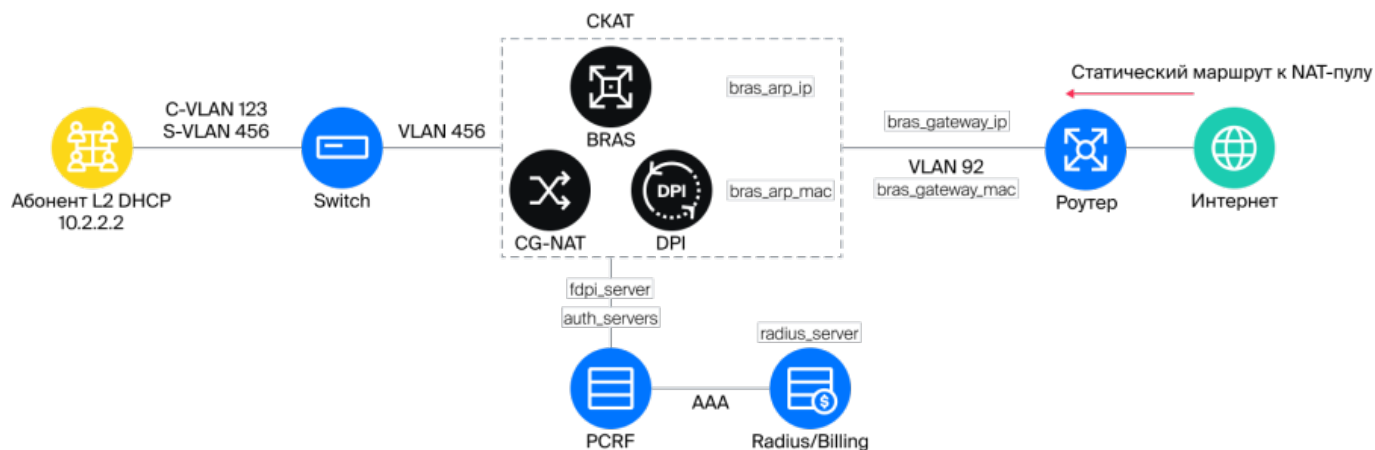 СКАТ
bras_arp_ip
BRAS
Статический маршрут к NAT-пулу
C-VLAN 123
S-VLAN 456
VLAN 456
bras_gateway_ip
VLAN 92
bras_gateway_mac
DPI
bras_arp_mac
Абонент L2 DHCP
10.2.2.2
Switch
CG-NAT
DPI
Роутер
Интернет
fdpi_server
auth_servers
radius_server
$
AAA
PCRF
Radius/Billing